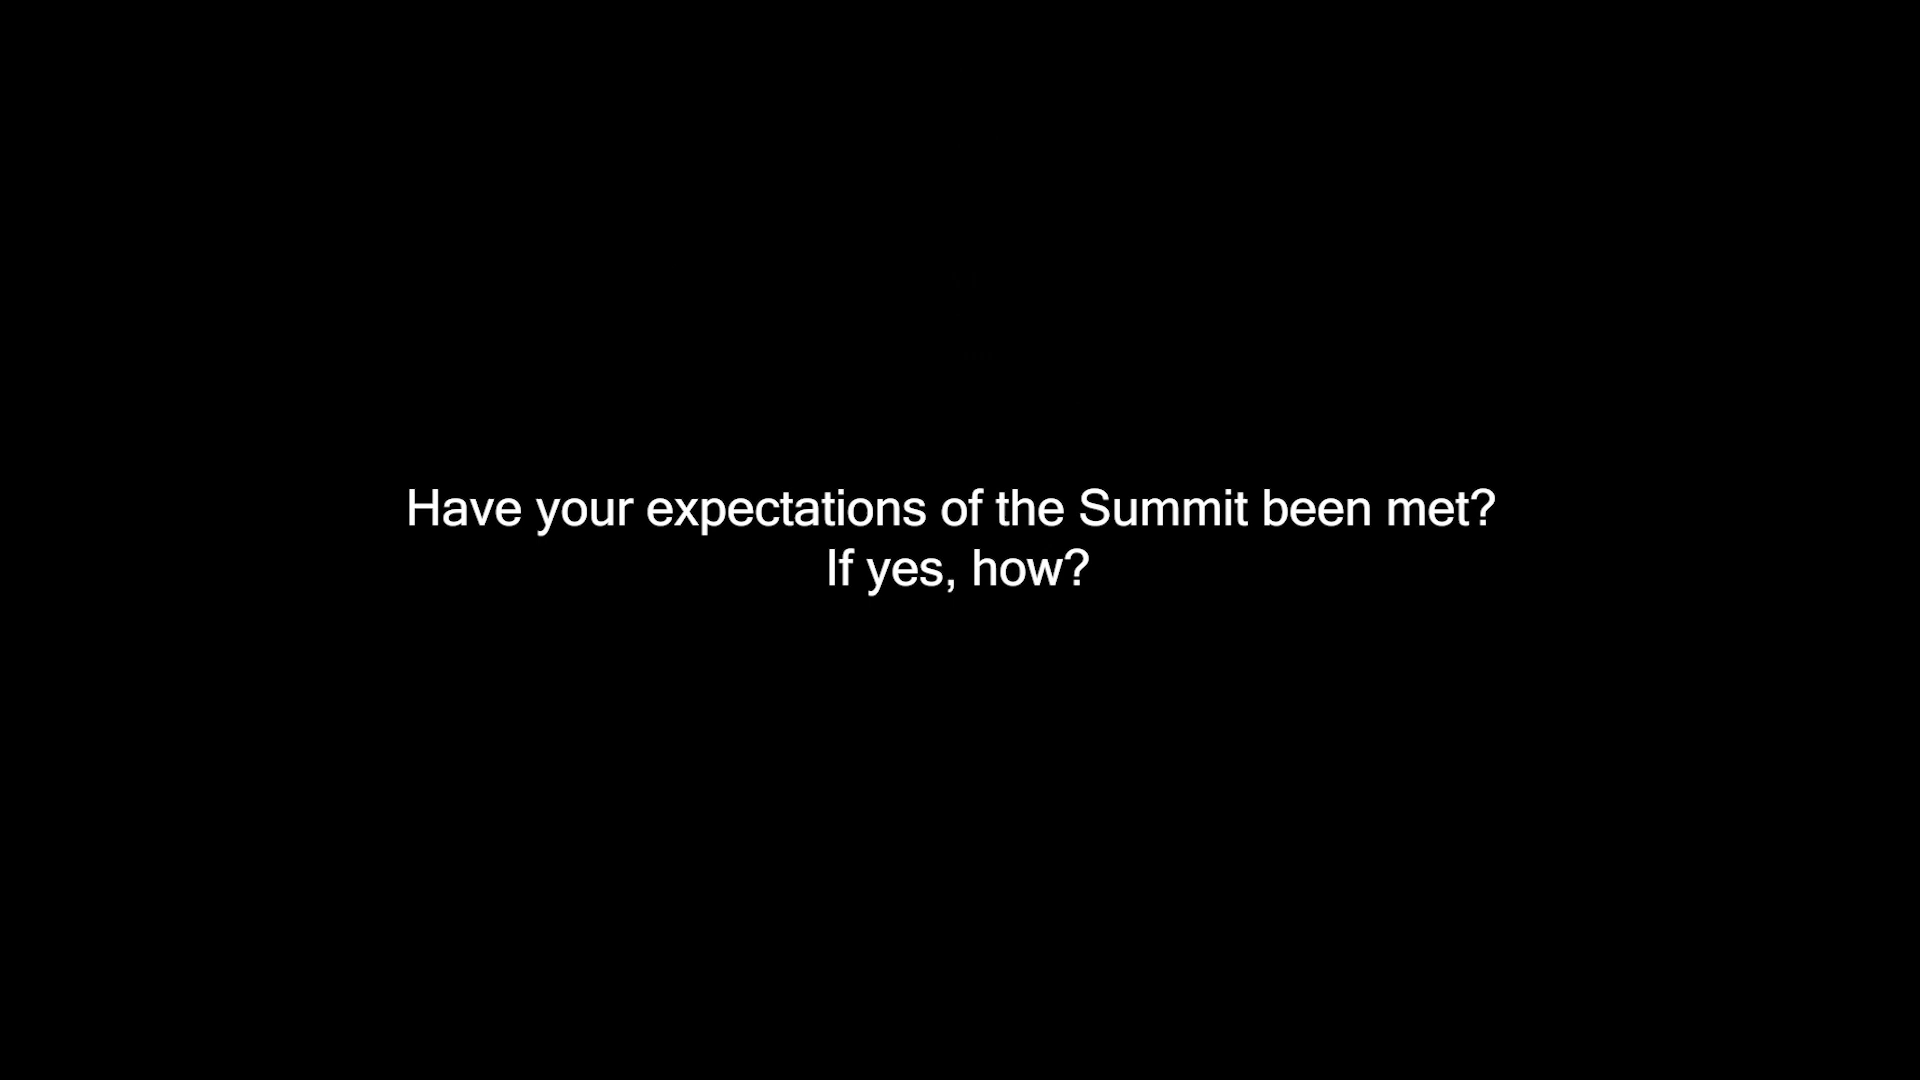 Have your expectations of the Summit been met?
If yes, how?